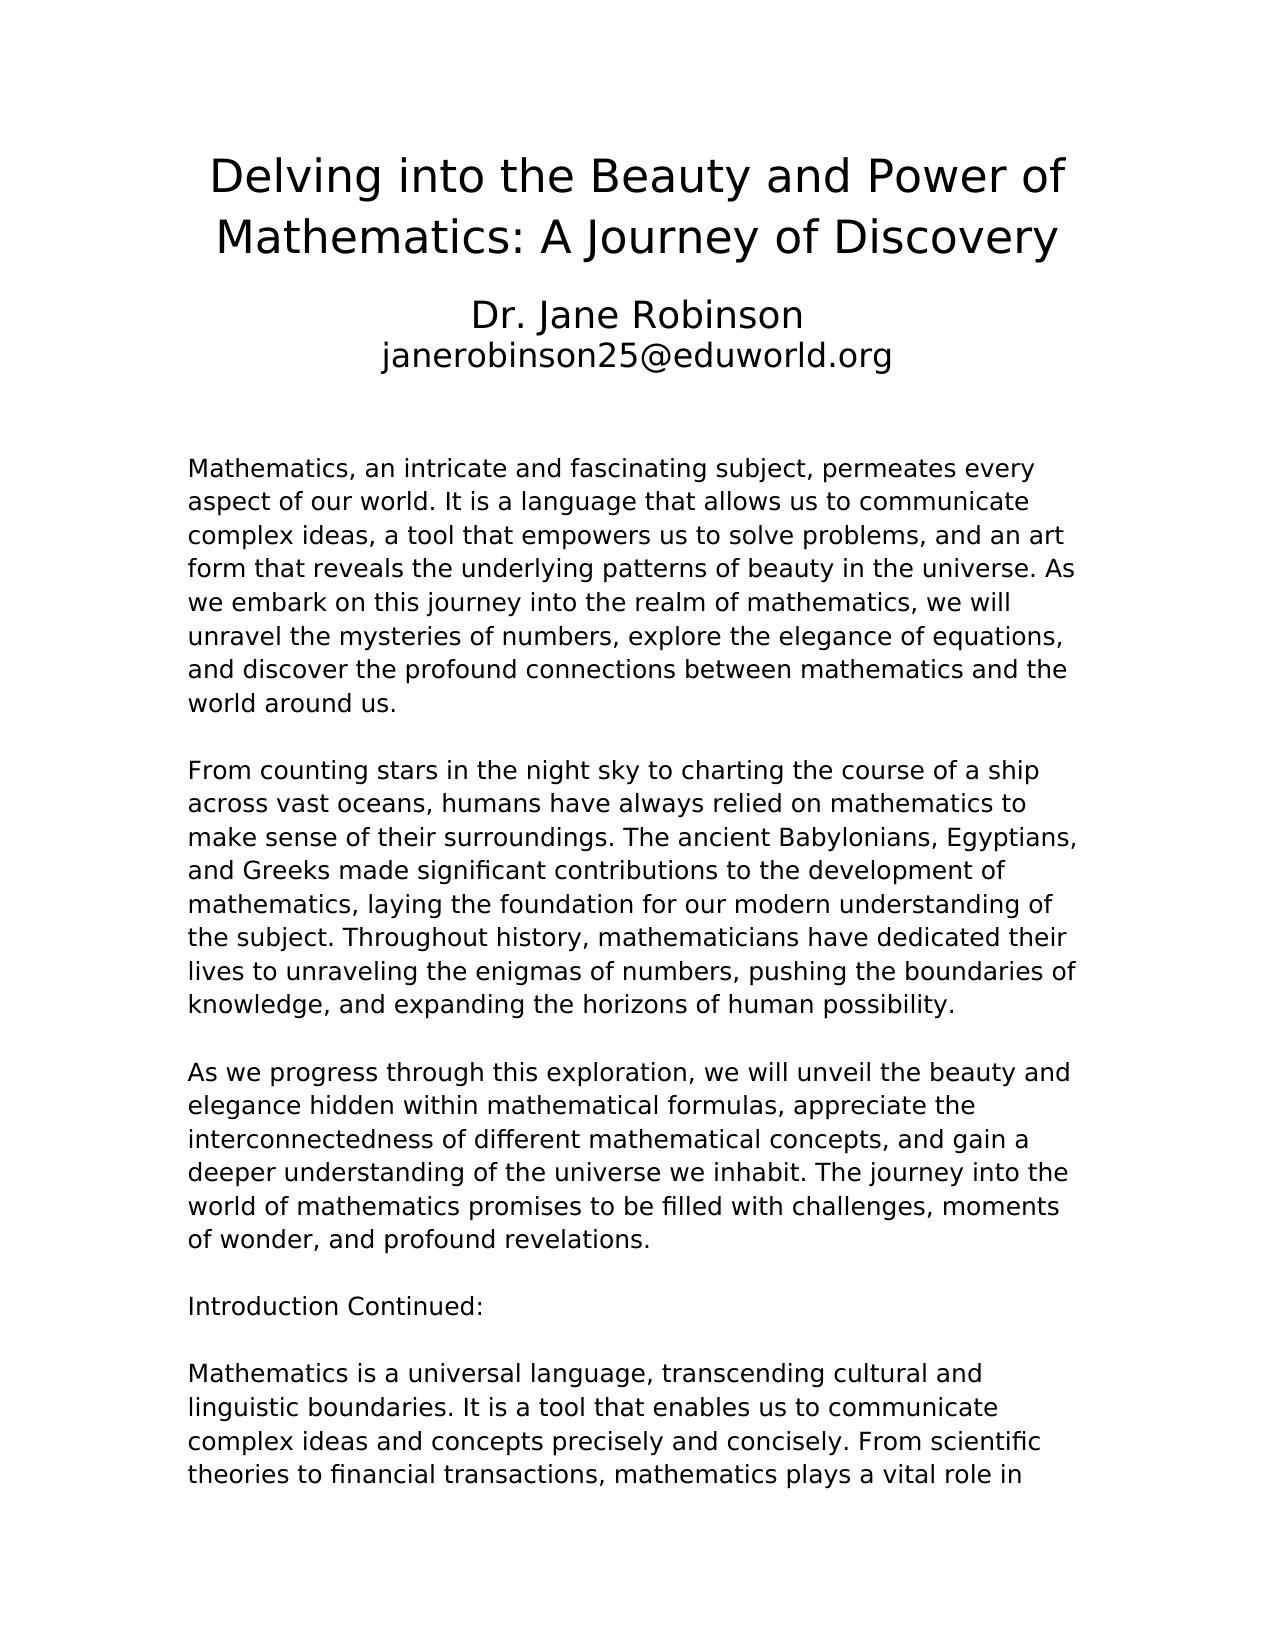 Delving into the Beauty and Power of
Mathematics: A Journey of Discovery
Dr. Jane Robinson
janerobinson25@eduworld.org
Mathematics, an intricate and fascinating subject, permeates every
aspect of our world. It is a language that allows us to communicate
complex ideas, a tool that empowers us to solve problems, and an art
form that reveals the underlying patterns of beauty in the universe. As
we embark on this journey into the realm of mathematics, we will
unravel the mysteries of numbers, explore the elegance of equations,
and discover the profound connections between mathematics and the
world around us.
From counting stars in the night sky to charting the course of a ship
across vast oceans, humans have always relied on mathematics to
make sense of their surroundings. The ancient Babylonians, Egyptians,
and Greeks made significant contributions to the development of
mathematics, laying the foundation for our modern understanding of
the subject. Throughout history, mathematicians have dedicated their
lives to unraveling the enigmas of numbers, pushing the boundaries of
knowledge, and expanding the horizons of human possibility.
As we progress through this exploration, we will unveil the beauty and
elegance hidden within mathematical formulas, appreciate the
interconnectedness of different mathematical concepts, and gain a
deeper understanding of the universe we inhabit. The journey into the
world of mathematics promises to be filled with challenges, moments
of wonder, and profound revelations.
Introduction Continued:
Mathematics is a universal language, transcending cultural and
linguistic boundaries. It is a tool that enables us to communicate
complex ideas and concepts precisely and concisely. From scientific
theories to financial transactions, mathematics plays a vital role in